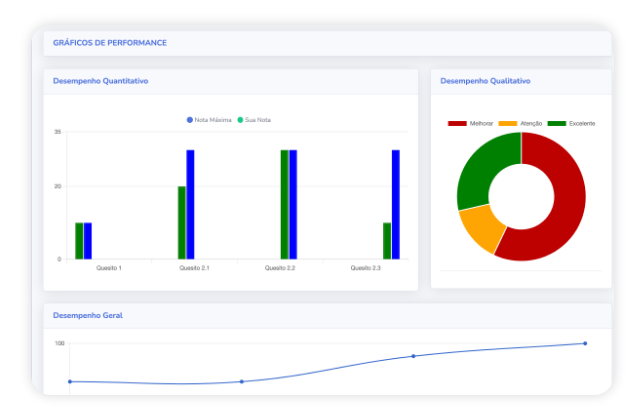 GRÁFICOS DE PERFORMANCE
Desempenho Quantitativo
Desempenho Qualitativo
Nota Máxima Sua Nota
Melhorar Atenção Excelente
35
20
0
Quesito 1 Quesito 2.1 Quesito 2.2 Quesito 2.3
Desempenho Geral
100